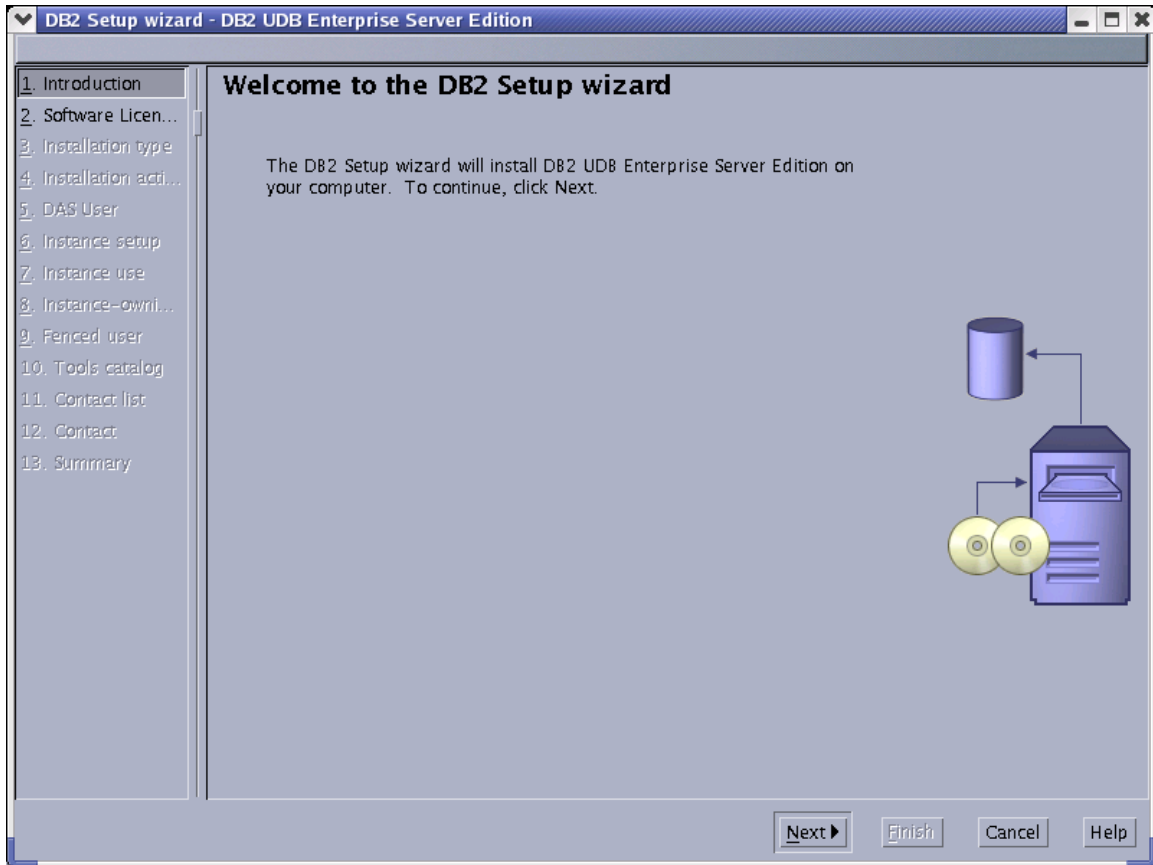 DB2 Setup wizard - DB2 UDB Enterprise Server Edition
1. Introduction
2. Software Licen...
3. Installation type
4. Installation acti...
5. DAS User
6. Instance setup
7. Instance use
8. Instance-owni...
9. Fenced user
10. Tools catalog
11. Contact list
12. Contact
13. Summary
Welcome to the DB2 Setup wizard
The DB2 Setup wizard will install DB2 UDB Enterprise Server Edition on
your computer. To continue, click Next.
Next Finish Cancel Help